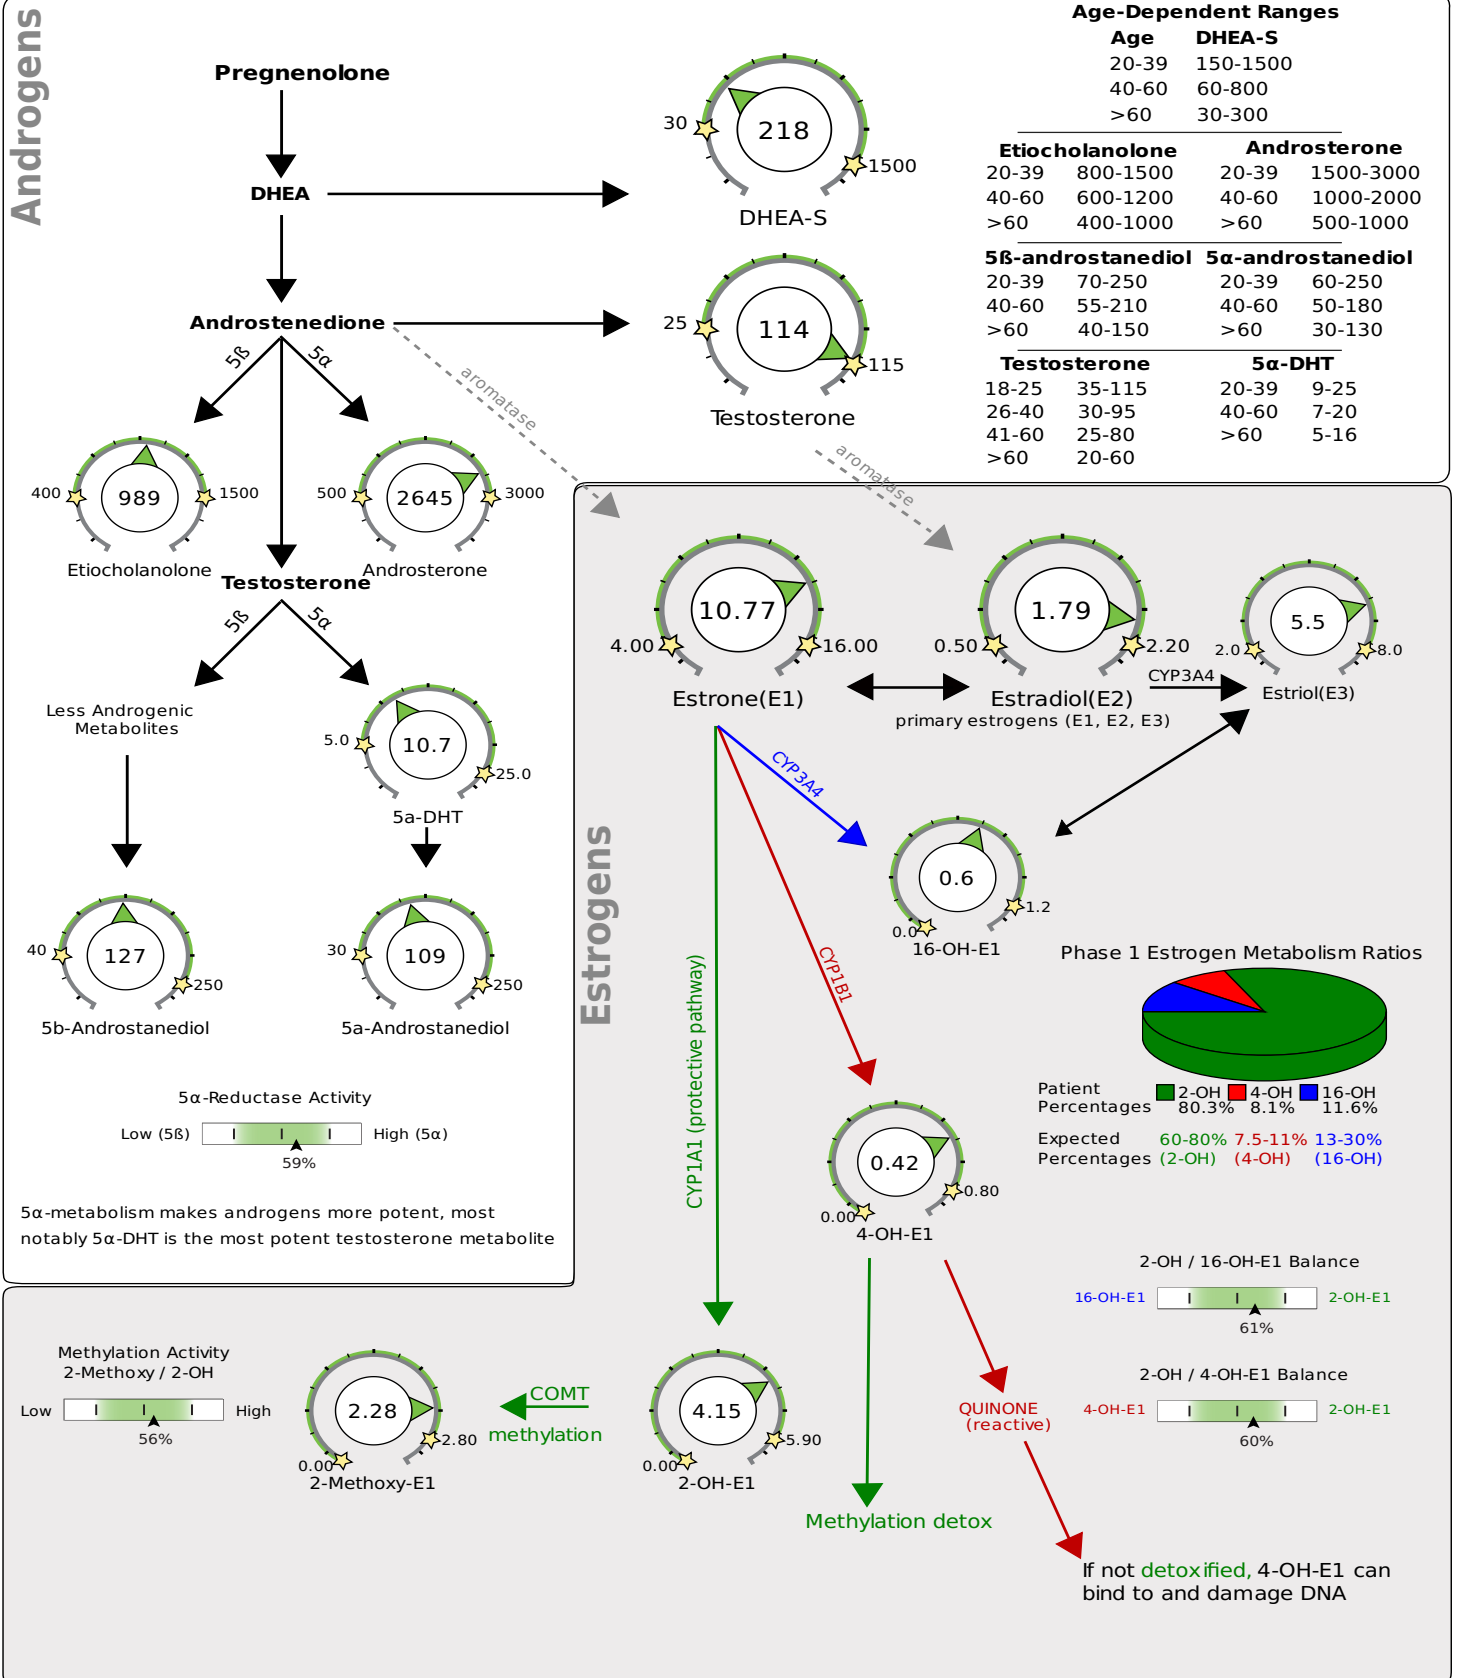 Androgens
Pregnenolone
DHEA
Androstenedione
5ß
5α
aromatase
30
218
1500
DHEA-S
25
114
115
Testosterone
aromatase
Age-Dependent Ranges
Age DHEA-S
20-39 150-1500
40-60 60-800
>60 30-300
Etiocholanolone
20-39 800-1500
40-60 600-1200
>60 400-1000
Androsterone
20-39 1500-3000
40-60 1000-2000
>60 500-1000
5ß-androstanediol
20-39 70-250
40-60 55-210
>60 40-150
5α-androstanediol
20-39 60-250
40-60 50-180
>60 30-130
Testosterone
18-25 35-115
26-40 30-95
41-60 25-80
>60 20-60
5α-DHT
20-39 9-25
40-60 7-20
>60 5-16
400
989
1500
Etiocholanolone
500
2645
3000
Androsterone
Testosterone
5ß
5α
Less Androgenic
Metabolites
5.0
10.7
25.0
5a-DHT
40
127
250
5b-Androstanediol
30
109
250
5a-Androstanediol
5α-Reductase Activity
Low (5ß)
High (5α)
59%
5α-metabolism makes androgens more potent, most
notably 5α-DHT is the most potent testosterone metabolite
Estrogens
4.00
10.77
16.00
Estrone(E1)
0.50
1.79
2.20
Estradiol(E2)
primary estrogens (E1, E2, E3)
CYP3A4
2.0
5.5
8.0
Estriol(E3)
CYP3A4
0.0
0.6
1.2
16-OH-E1
CYP1B1
CYP1A1 (protective pathway)
Phase 1 Estrogen Metabolism Ratios
Patient
Percentages
2-OH
80.3%
4-OH
8.1%
16-OH
11.6%
Expected
Percentages
60-80%
(2-OH)
7.5-11%
(4-OH)
13-30%
(16-OH)
0.00
0.42
0.80
4-OH-E1
2-OH / 16-OH-E1 Balance
16-OH-E1
2-OH-E1
61%
2-OH / 4-OH-E1 Balance
4-OH-E1
2-OH-E1
60%
Methylation Activity
2-Methoxy / 2-OH
Low
High
56%
0.00
2.28
2.80
2-Methoxy-E1
COMT
methylation
0.00
4.15
5.90
2-OH-E1
QUINONE
(reactive)
Methylation detox
If not detoxified, 4-OH-E1 can
bind to and damage DNA